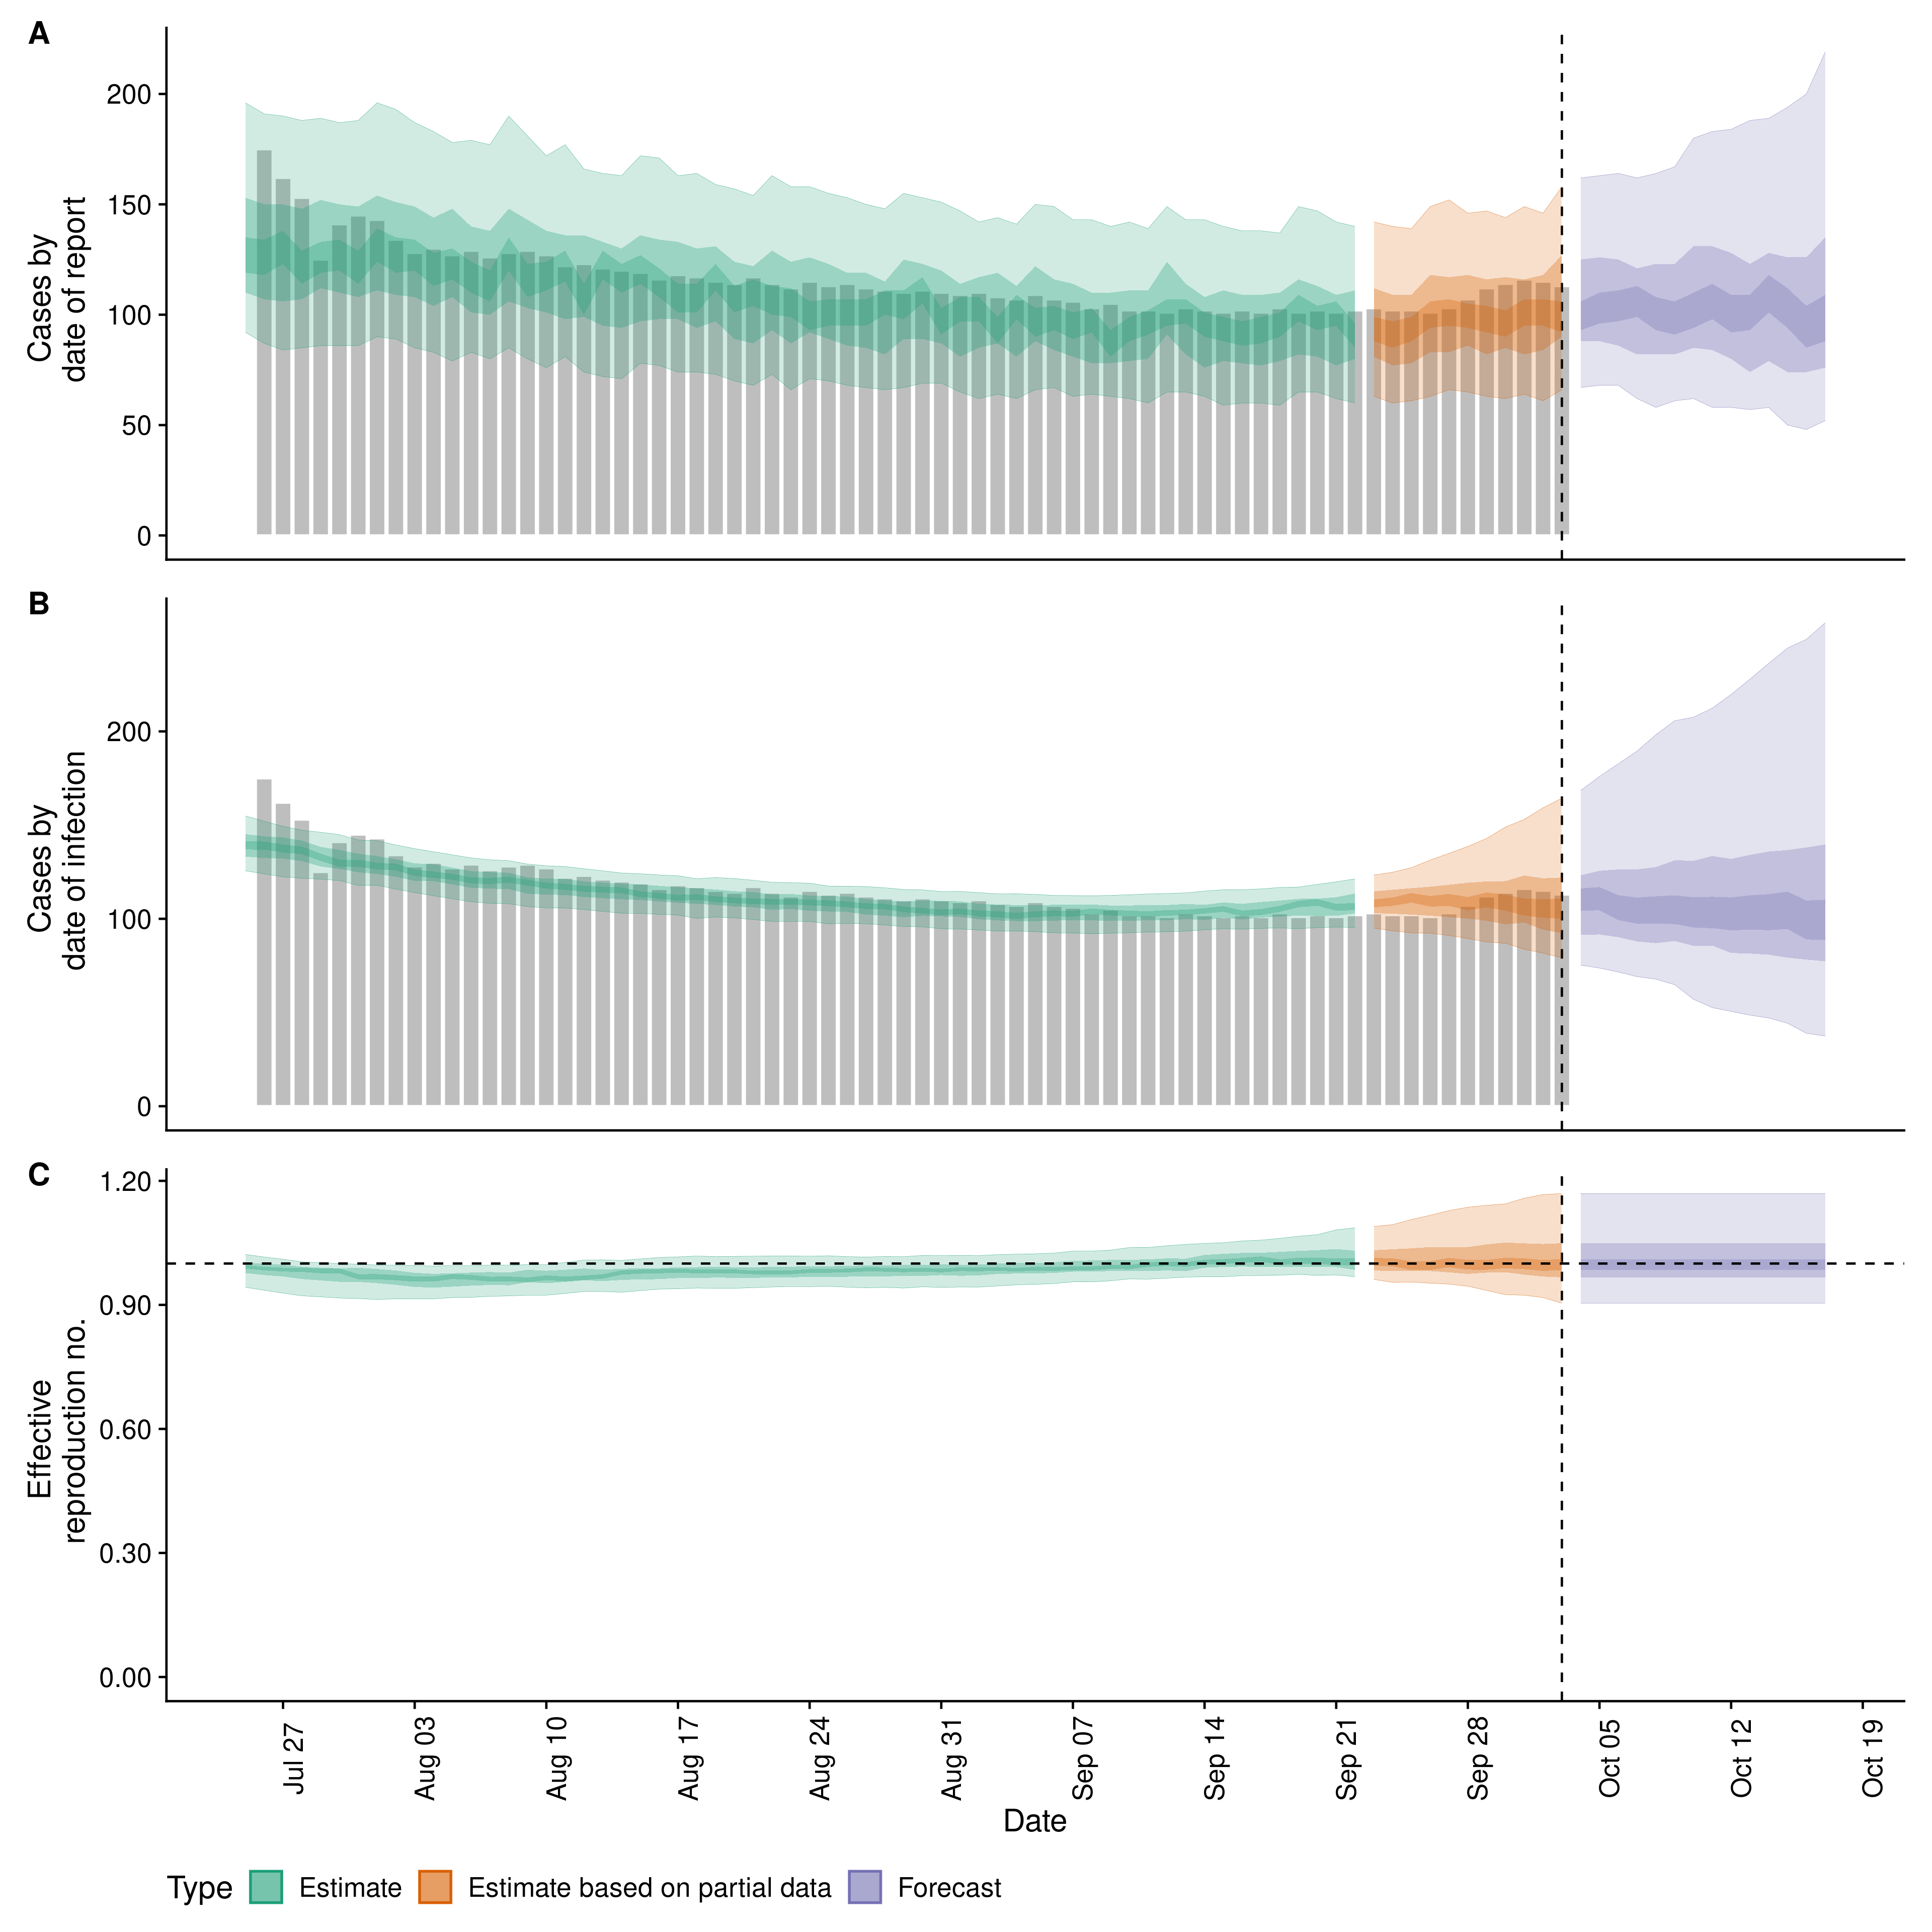 A
Cases by
date of report
200
150
100
50
0
B
Cases by
date of infection
200
100
0
C
Effective
reproduction no.
1.20
0.90
0.60
0.30
0.00
Jul 27
Aug 03
Aug 10
Aug 17
Aug 24
Aug 31
Sep 07
Sep 14
Sep 21
Sep 28
Oct 05
Oct 12
Oct 19
Date
Type Estimate Estimate based on partial data Forecast